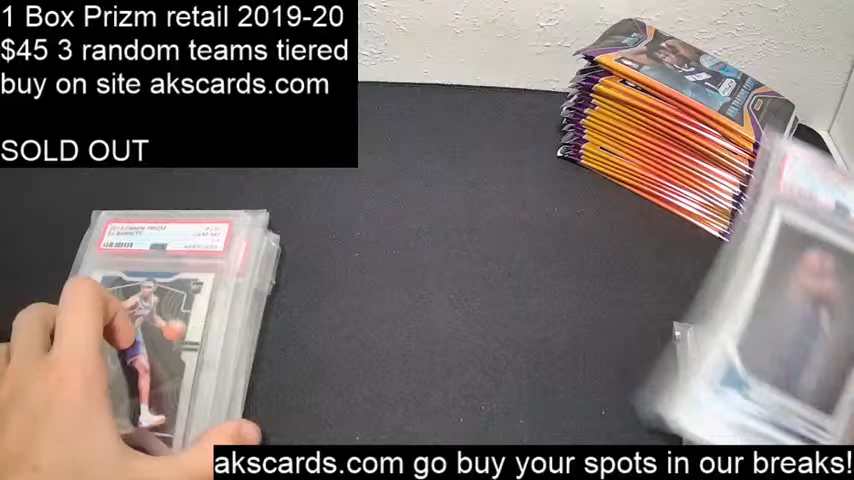 1 Box Prizm retail 2019-20
$45 3 random teams tiered
buy on site akscards.com
SOLD OUT
akscards.com go buy your spots in our breaks!